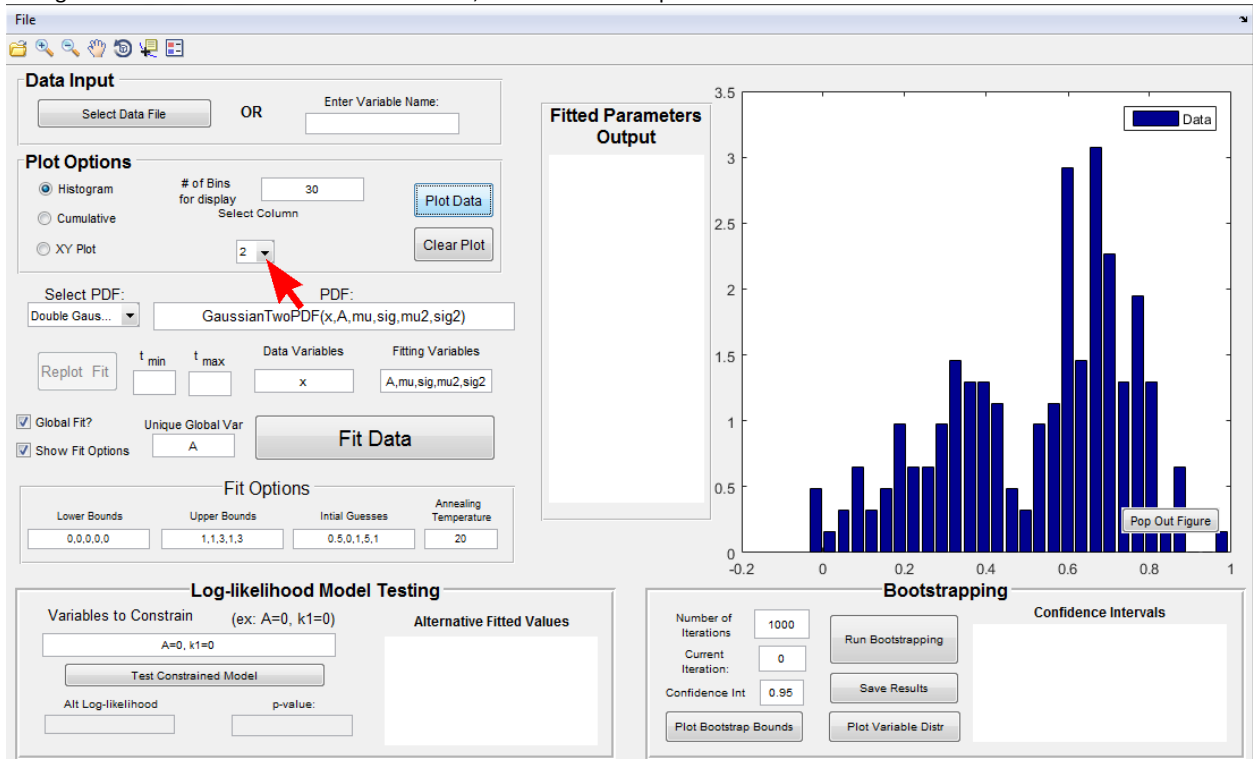 File
Data Input
Select Data File
OR
Enter Variable Name:
Plot Options
Histogram
# of Bins
for display
30
Plot Data
Cumulative
Select Column
XY Plot
2
Clear Plot
Select PDF:
PDF:
Double Gaus...
GaussianTwoPDF(x,A,mu,sig,mu2,sig2)
Replot Fit
t min
t max
Data Variables
Fitting Variables
x
A,mu,sig,mu2,sig2
Global Fit?
Unique Global Var
Show Fit Options
A
Fit Data
Fit Options
Lower Bounds
Upper Bounds
Intial Guesses
Annealing
Temperature
0,0,0,0,0
1,1,3,1,3
0.5,0,1,5,1
20
Fitted Parameters
Output
3.5
3
2.5
2
1.5
1
0.5
0
-0.2
0
0.2
0.4
0.6
0.8
1
Data
Pop Out Figure
Log-likelihood Model Testing
Variables to Constrain
(ex: A=0, k1=0)
Alternative Fitted Values
A=0, k1=0
Test Constrained Model
Alt Log-likelihood
p-value:
Bootstrapping
Number of
Iterations
1000
Run Bootstrapping
Confidence Intervals
Current
Iteration:
0
Confidence Int
0.95
Save Results
Plot Bootstrap Bounds
Plot Variable Distr